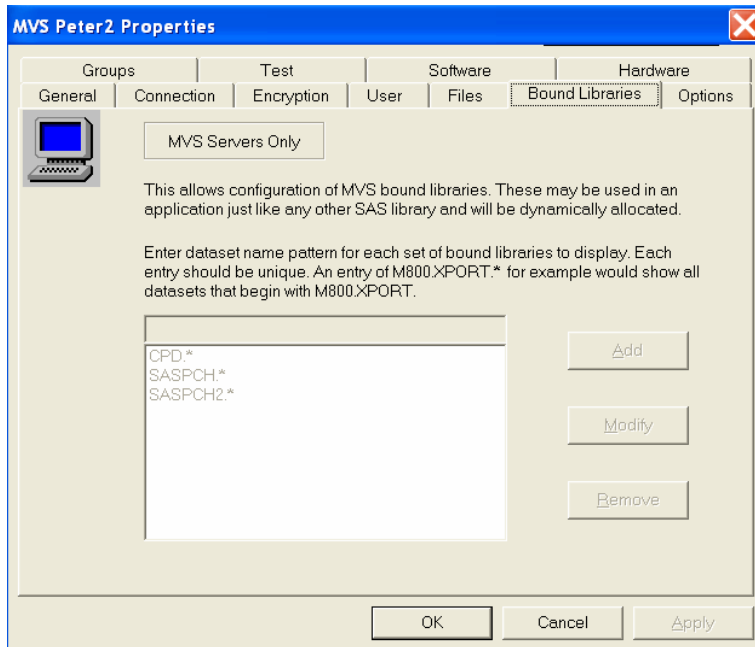 MVS Peter2 Properties
Groups Test Software Hardware
General Connection Encryption User Files Bound Libraries Options
MVS Servers Only
This allows configuration of MVS bound libraries. These may be used in an
application just like any other SAS library and will be dynamically allocated.
Enter dataset name pattern for each set of bound libraries to display. Each
entry should be unique. An entry of M800.XPORT.* for example would show all
datasets that begin with M800.XPORT.
CPD.*
SASPCH.*
SASPCH2.*
Add
Modify
Remove
OK Cancel Apply